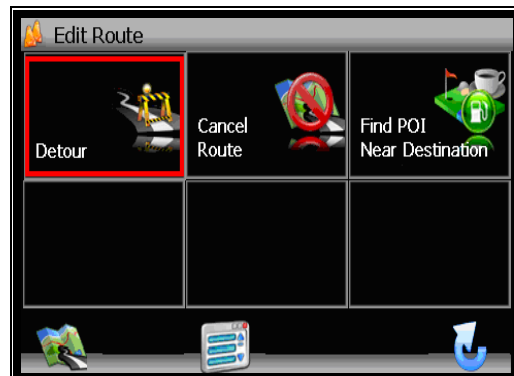 Edit Route
Detour
Cancel
Route
Find POI
Near Destination